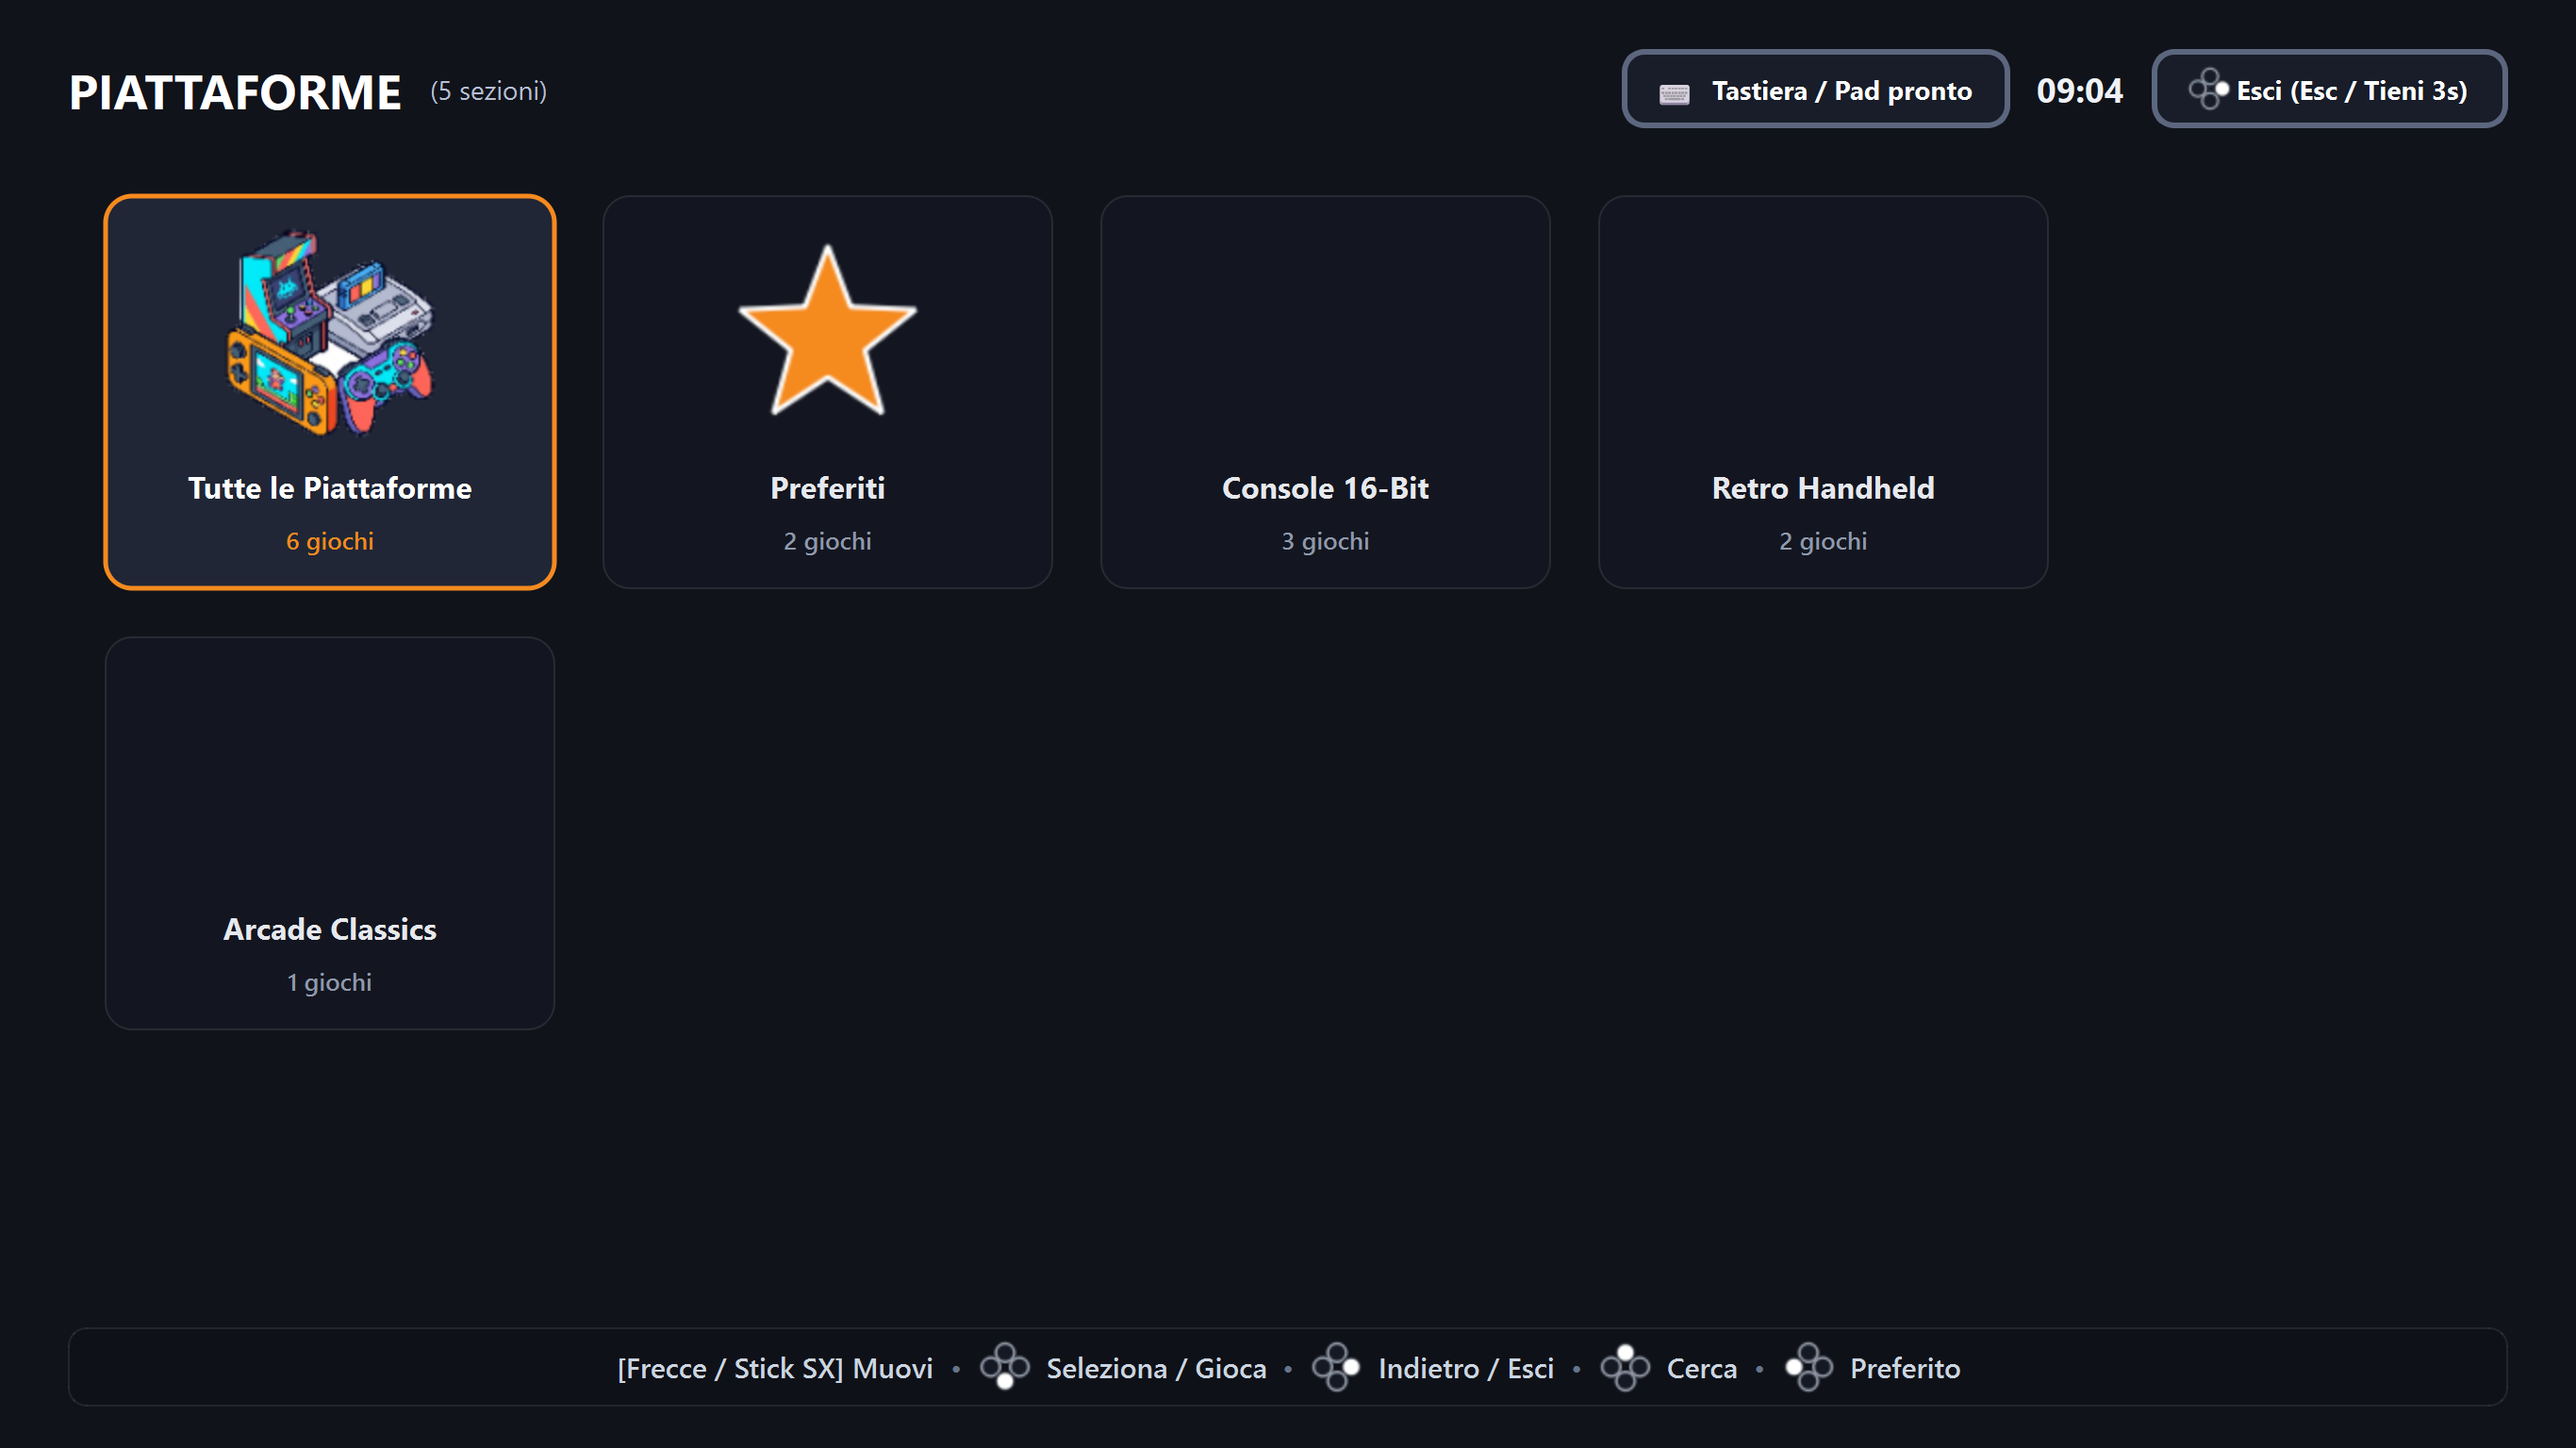 PIATTAFORME (5 sezioni)
Tastiera / Pad pronto
09:04
Esci (Esc / Tieni 3s)
Tutte le Piattaforme
6 giochi
Preferiti
2 giochi
Console 16-Bit
3 giochi
Retro Handheld
2 giochi
Arcade Classics
1 giochi
[Frecce / Stick SX] Muovi • Seleziona / Gioca • Indietro / Esci • Cerca • Preferito